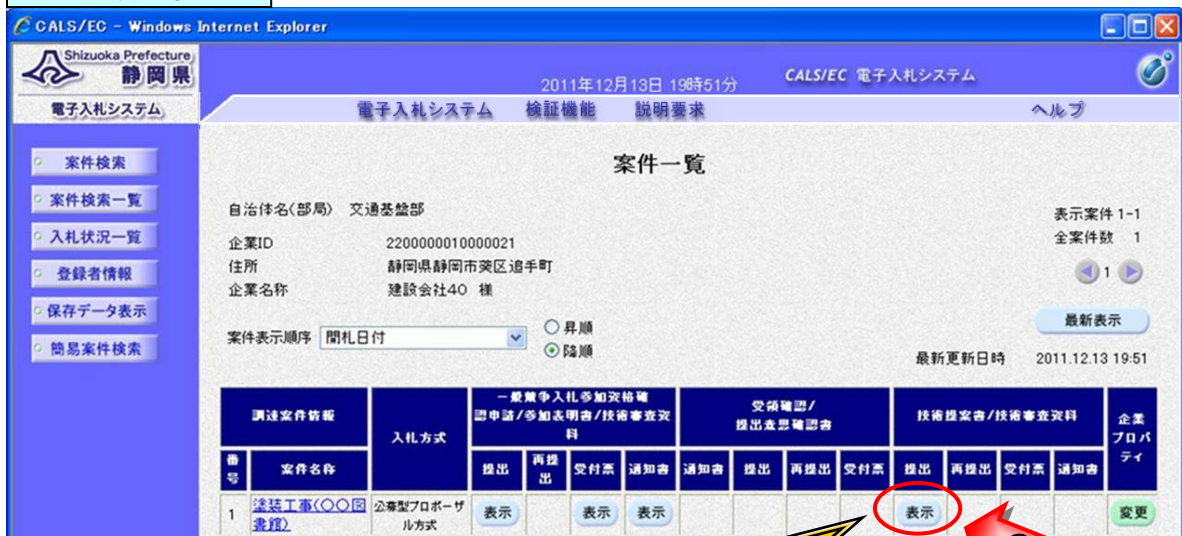 CALS/EC - Windows Internet Explorer
Shizuoka Prefecture
静岡県
2011年12月13日 19時51分
CALS/EC 電子入札システム
電子入札システム
電子入札システム 検証機能 説明要求
ヘルプ
案件検索
案件検索一覧
入札状況一覧
登録者情報
保存データ表示
簡易案件検索
案件一覧
自治体名(部局) 交通基盤部
企業ID 2200000010000021
住所 静岡県静岡市葵区追手町
企業名称 建設会社40 様
表示案件 1-1
全案件数 1
1
案件表示順序 開札日付
昇順
降順
最新表示
最新更新日時 2011.12.13 19:51
調達案件情報
入札方式
一般競争入札参加資格確
認申請/参加表明書/技術審査資
料
受領確認/
提出意思確認書
技術提案書/技術審査資料
企業
プロパ
ティ
番号 案件名称 提出 再提出 受付票 通知書 通知書 提出 再提出 受付票 提出 再提出 受付票 通知書
1 塗装工事(〇〇図
書館)
公募型プロポーザ
ル方式
表示 表示 表示 表示 変更